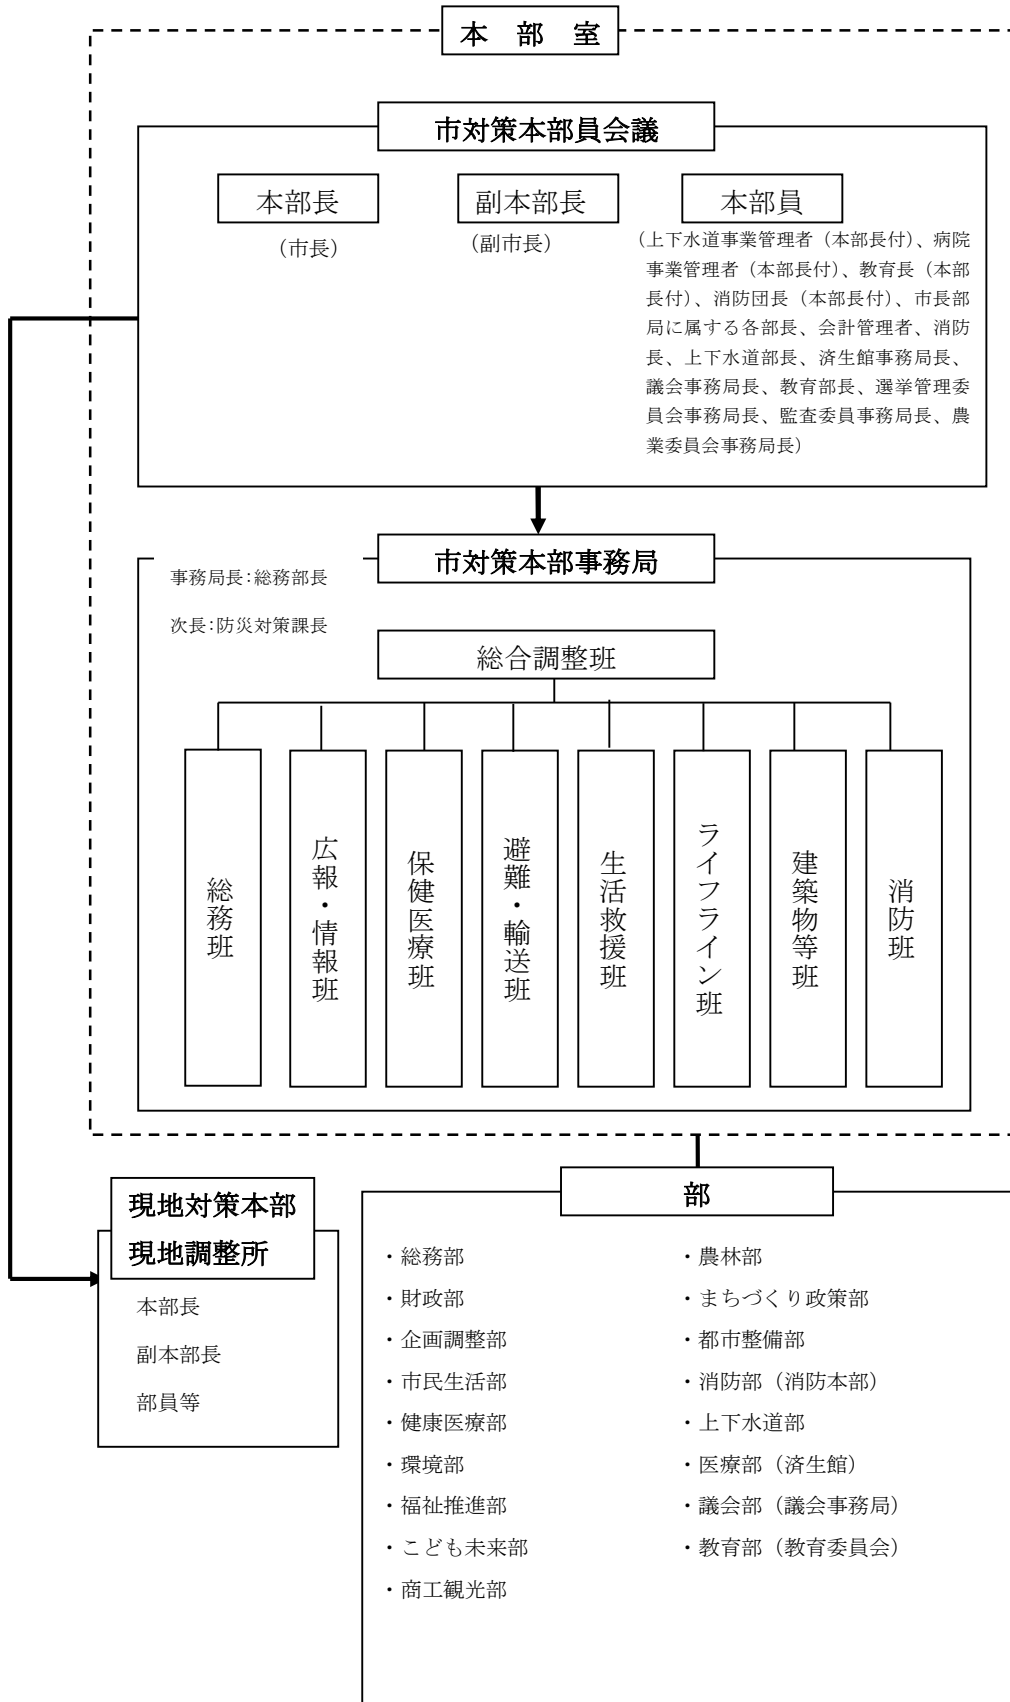 本　部　室
市対策本部員会議
本部長
（市長）
副本部長
（副市長）
本部員
（上下水道事業管理者（本部長付）、病院
事業管理者（本部長付）、教育長（本部
長付）、消防団長（本部長付）、市長部
局に属する各部長、会計管理者、消防
長、上下水道部長、済生館事務局長、
議会事務局長、教育部長、選挙管理委
員会事務局長、監査委員事務局長、農
業委員会事務局長）
市対策本部事務局
事務局長：総務部長
次長：防災対策課長
総合調整班
総務班
広報・情報班
保健医療班
避難・輸送班
生活救援班
ライフライン班
建築物等班
消防班
現地対策本部
現地調整所
本部長
副本部長
部員等
部
・総務部
・財政部
・企画調整部
・市民生活部
・健康医療部
・環境部
・福祉推進部
・こども未来部
・商工観光部
・農林部
・まちづくり政策部
・都市整備部
・消防部（消防本部）
・上下水道部
・医療部（済生館）
・議会部（議会事務局）
・教育部（教育委員会）